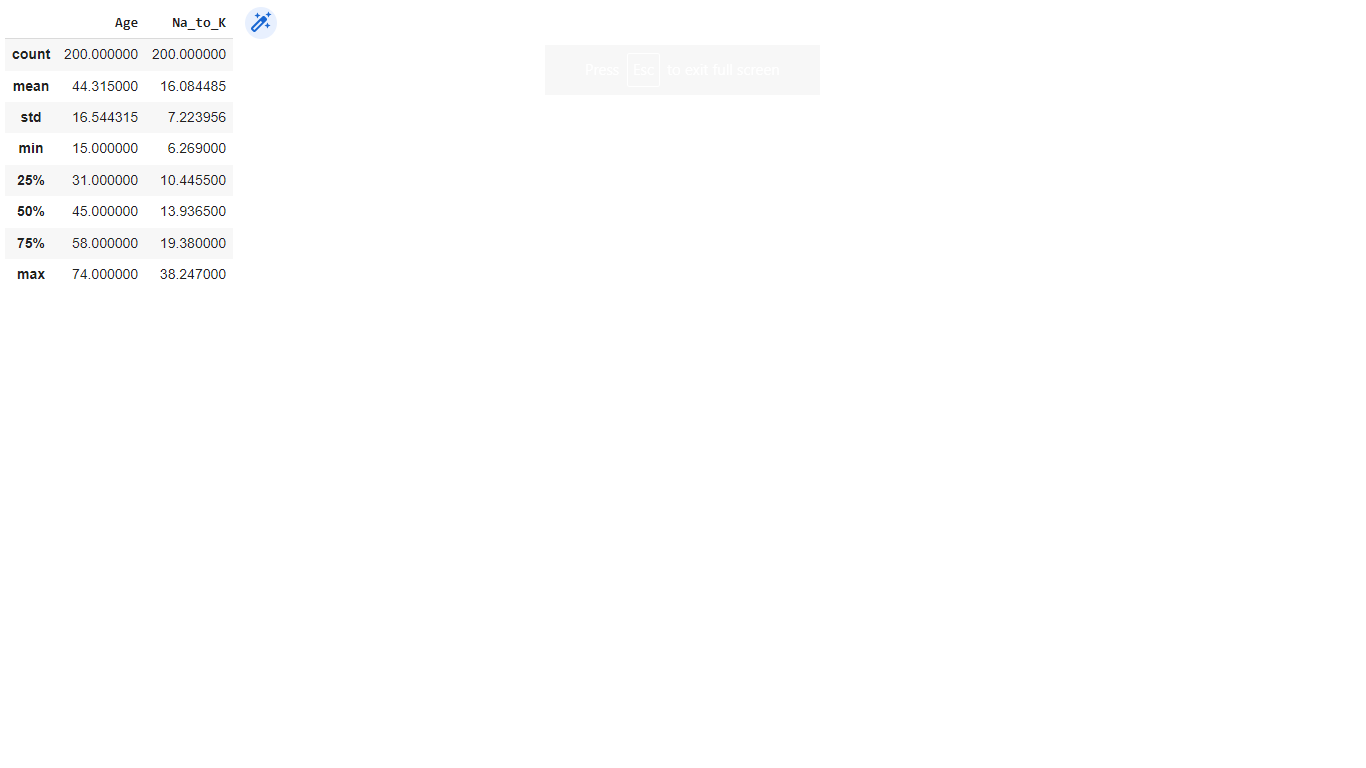 Age Na_to_K
count 200.000000 200.000000
mean 44.315000 16.084485
std 16.544315 7.223956
min 15.000000 6.269000
25% 31.000000 10.445500
50% 45.000000 13.936500
75% 58.000000 19.380000
max 74.000000 38.247000
Press Esc to exit full screen